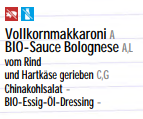 Vollkornmakkaroni A
BIO-Sauce Bolognese A,L
vom Rind
und Hartkäse gerieben C,G
Chinakohlsalat -
BIO-Essig-Öl-Dressing -